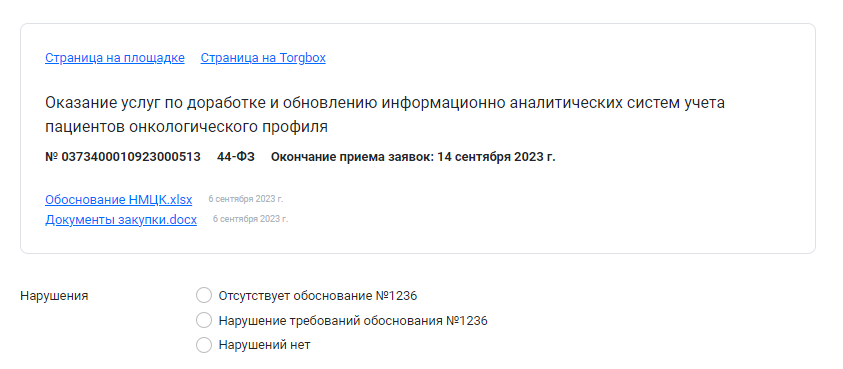 Страница на площадке Страница на Torgbox
Оказание услуг по доработке и обновлению информационно аналитических систем учета
пациентов онкологического профиля
№ 0373400010923000513 44-ФЗ Окончание приема заявок: 14 сентября 2023 г.
Обоснование НМЦК.xlsx 6 сентября 2023 г.
Документы закупки.docx 6 сентября 2023 г.
Нарушения Отсутствует обоснование №1236
Нарушение требований обоснования №1236
Нарушений нет